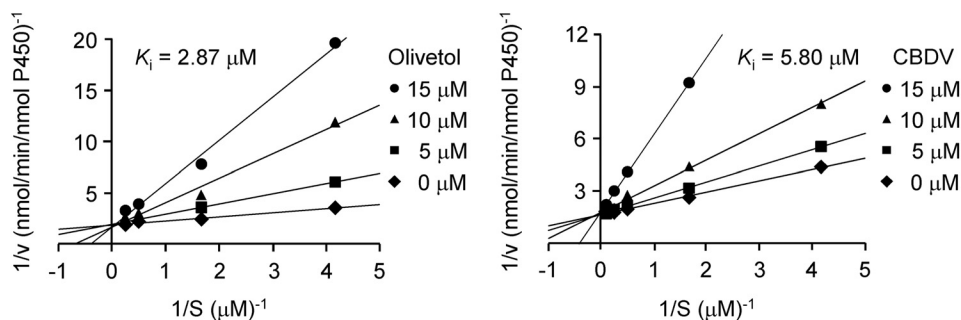 20
15
10
5
-1 0 1 2 3 4 5
1/v (nmol/min/nmol P450)-1
1/S (μM)-1
Ki = 2.87 μM
Olivetol
15 μM
10 μM
5 μM
0 μM
12
9
6
3
-1 0 1 2 3 4 5
1/v (nmol/min/nmol P450)-1
1/S (μM)-1
Ki = 5.80 μM
CBDV
15 μM
10 μM
5 μM
0 μM